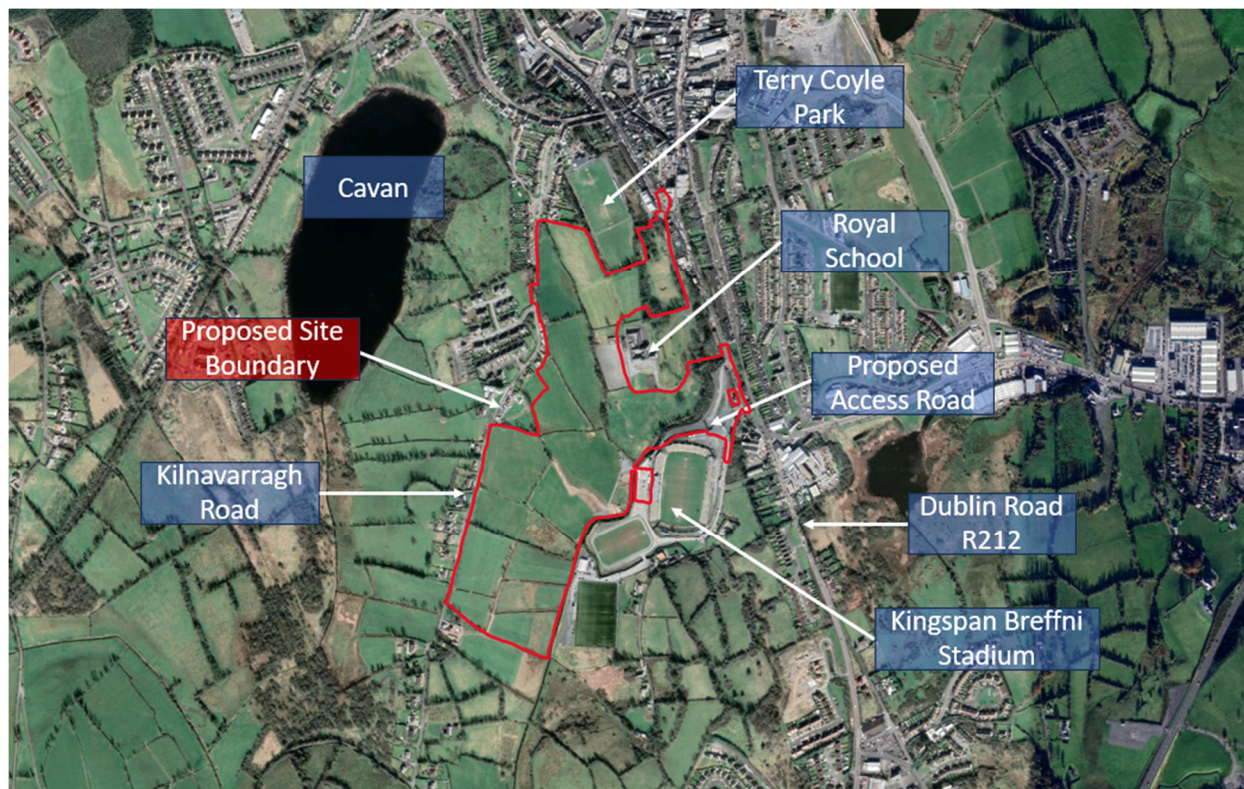 Terry Coyle
Park
Cavan
Royal
School
Proposed Site
Boundary
Proposed
Access Road
Kilnavarragh
Road
Dublin Road
R212
Kingspan Breffni
Stadium